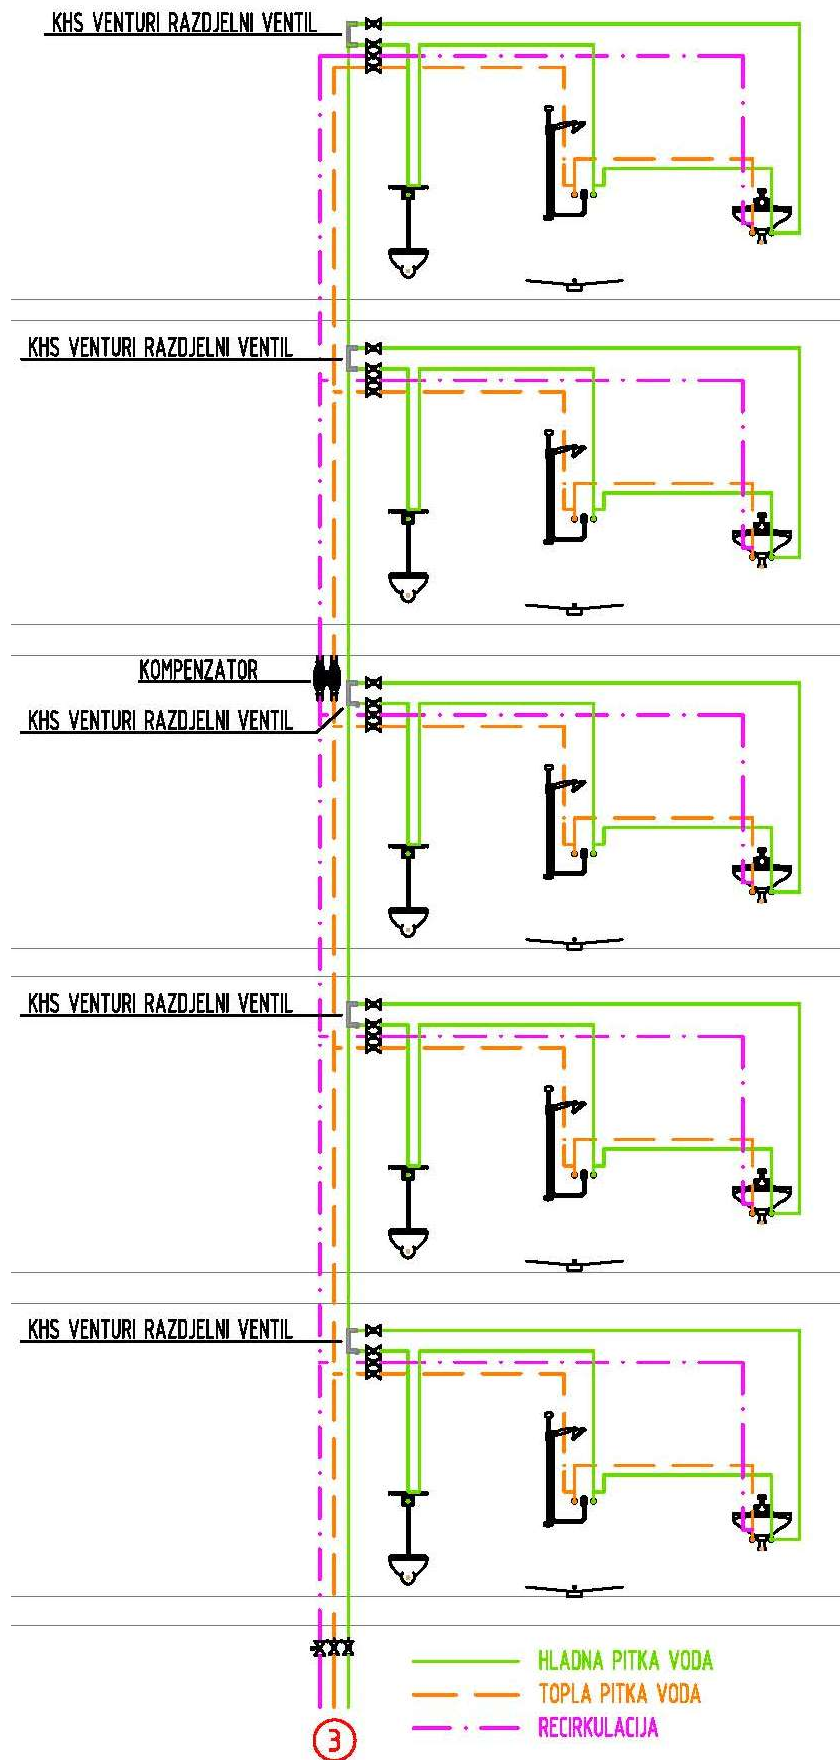 KHS VENTURI RAZDJELNI VENTIL
KHS VENTURI RAZDJELNI VENTIL
KOMPENZATOR
KHS VENTURI RAZDJELNI VENTIL
KHS VENTURI RAZDJELNI VENTIL
KHS VENTURI RAZDJELNI VENTIL
HLADNA PITKA VODA
TOPLA PITKA VODA
RECIRKULACIJA
3